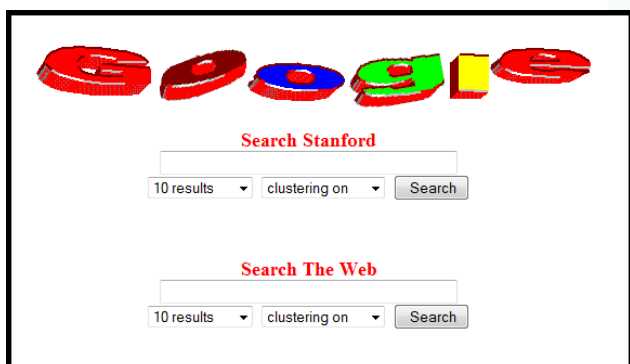 Google
Search Stanford
10 results clustering on Search
Search The Web
10 results clustering on Search